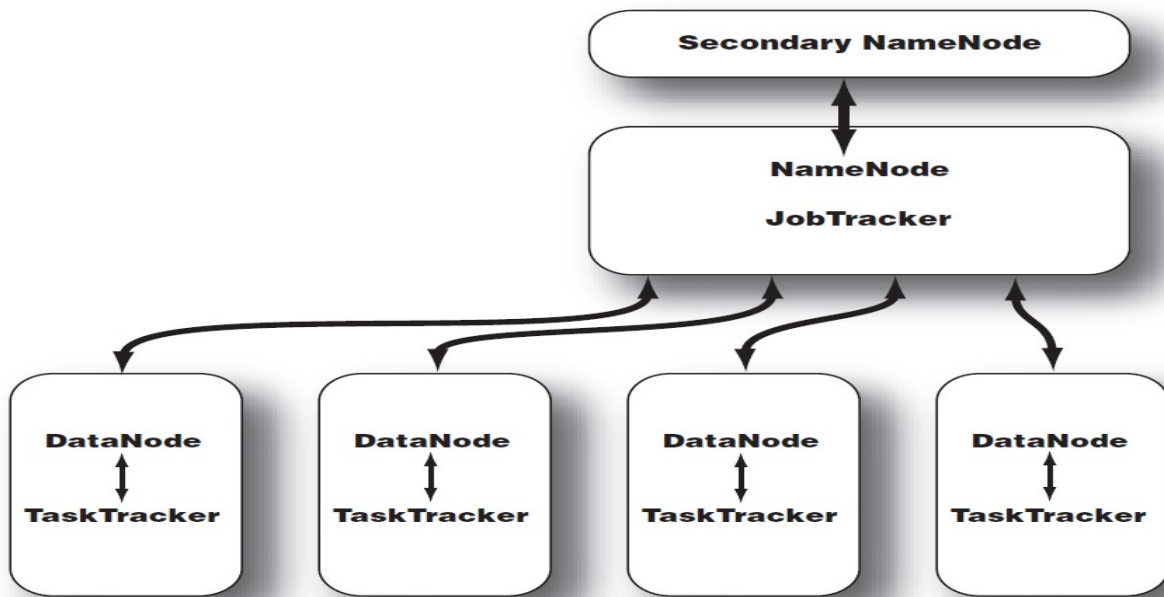 Secondary NameNode
NameNode
JobTracker
DataNode
TaskTracker
DataNode
TaskTracker
DataNode
TaskTracker
DataNode
TaskTracker